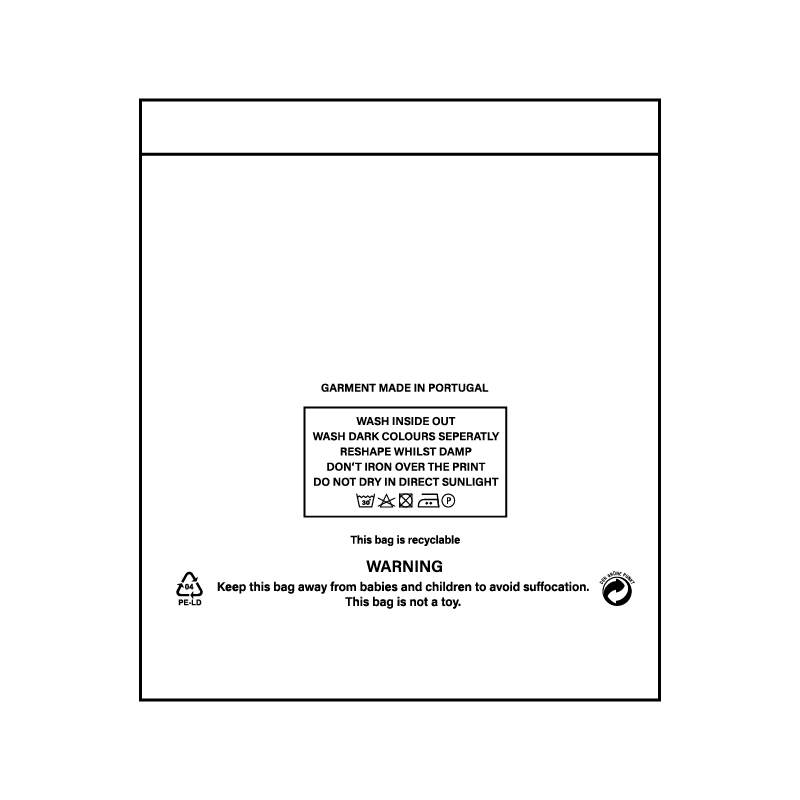 GARMENT MADE IN PORTUGAL
WASH INSIDE OUT
WASH DARK COLOURS SEPERATLY
RESHAPE WHILST DAMP
DON'T IRON OVER THE PRINT
DO NOT DRY IN DIRECT SUNLIGHT
30
P
This bag is recyclable
WARNING
Keep this bag away from babies and children to avoid suffocation.
This bag is not a toy.
04
PE-LD